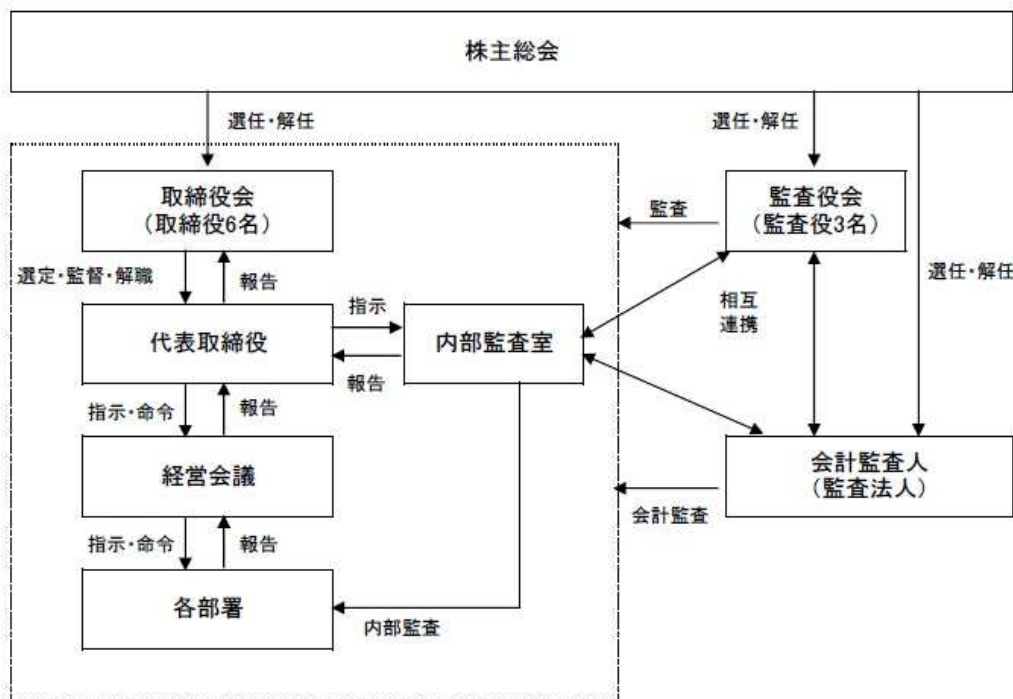 株主総会
選任・解任
選任・解任
取締役会
（取締役6名）
監査役会
（監査役3名）
監査
選定・監督・解職
報告
選任・解任
指示
相互
連携
代表取締役
内部監査室
報告
指示・命令
報告
経営会議
会計監査人
（監査法人）
会計監査
指示・命令
報告
各部署
内部監査